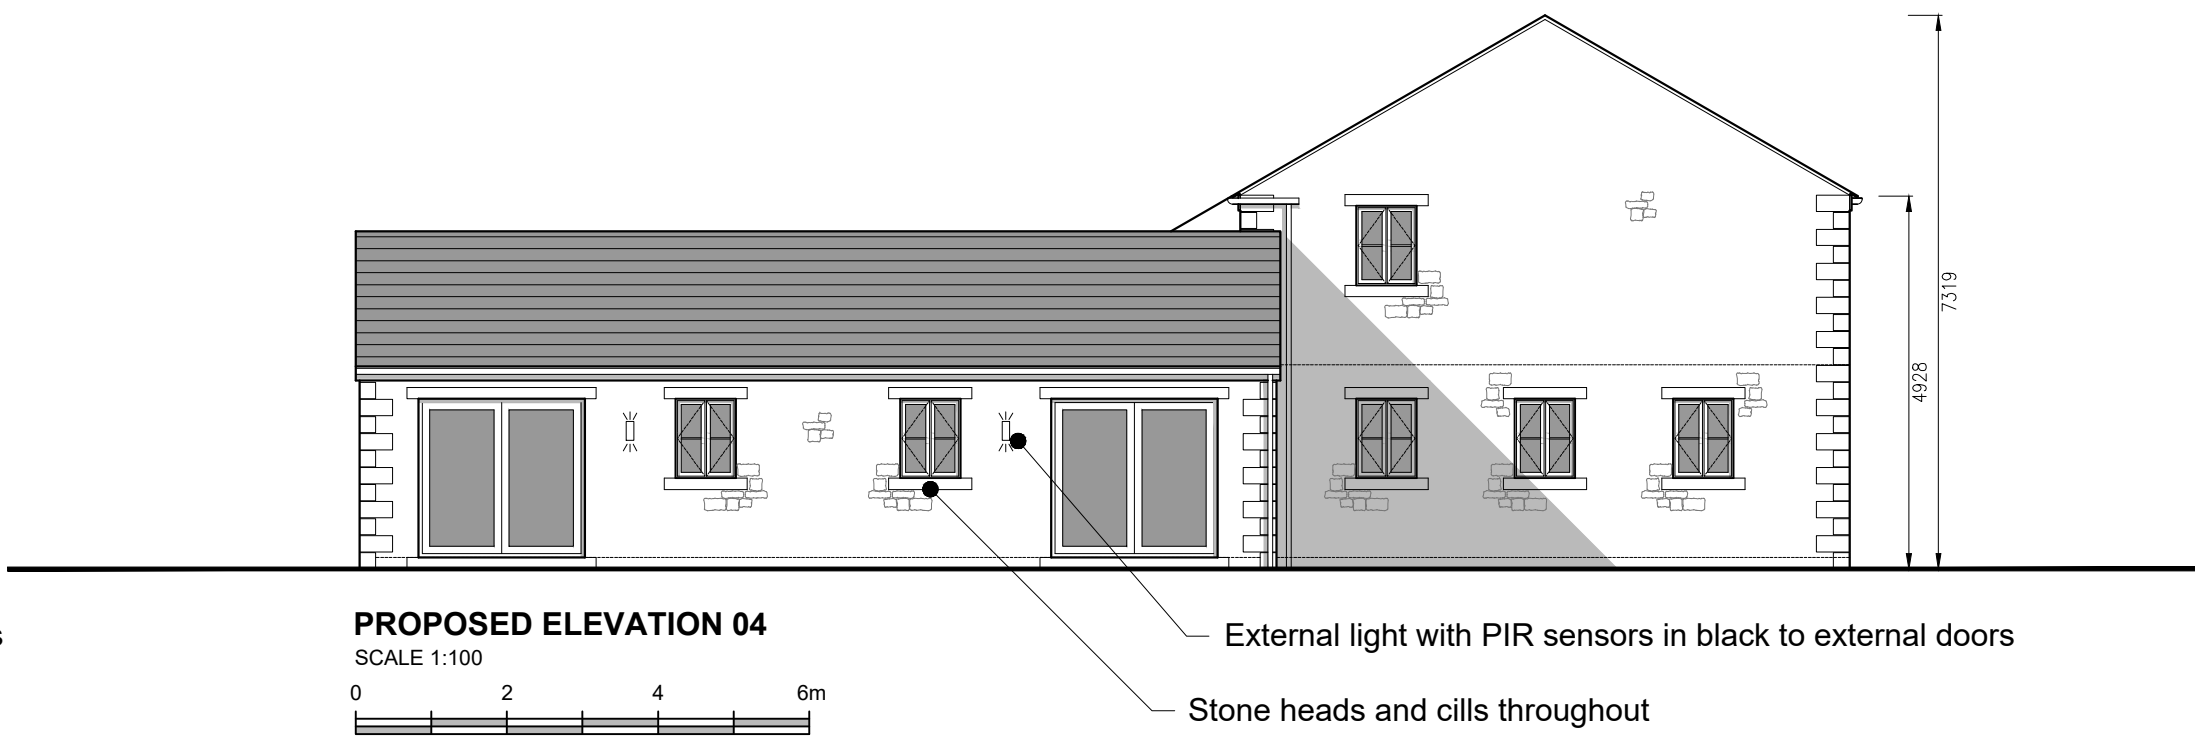 7319
4928
PROPOSED ELEVATION 04
SCALE 1:100
0 2 4 6m
External light with PIR sensors in black to external doors
Stone heads and cills throughout